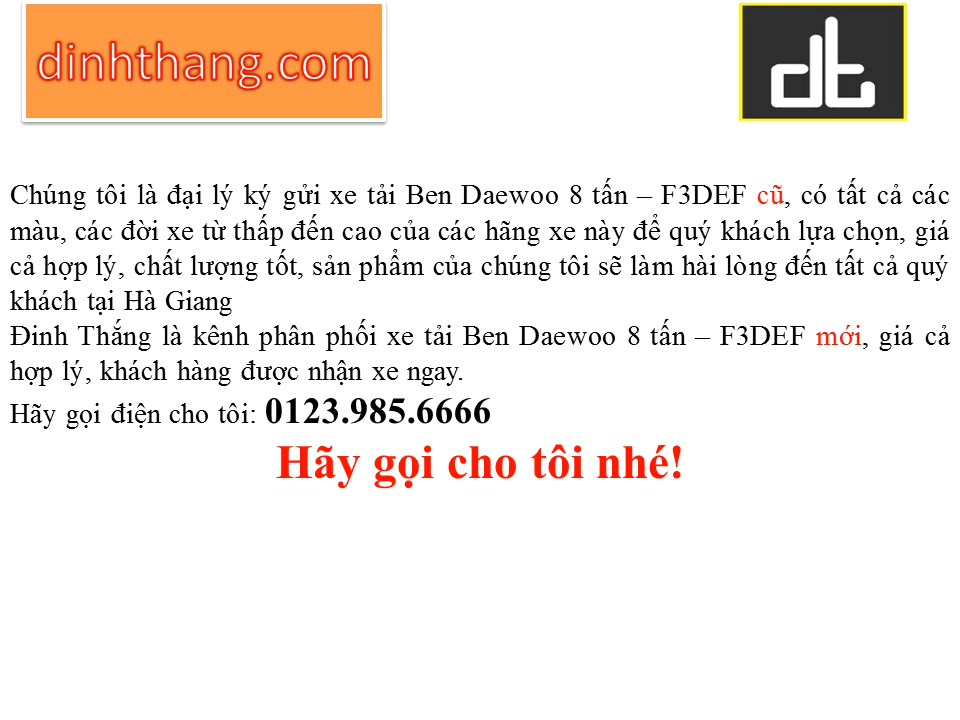 dinhthang.com
dt
Chúng tôi là đại lý ký gửi xe tải Ben Daewoo 8 tấn – F3DEF cũ, có tất cả các
màu, các đời xe từ thấp đến cao của các hãng xe này để quý khách lựa chọn, giá
cả hợp lý, chất lượng tốt, sản phẩm của chúng tôi sẽ làm hài lòng đến tất cả quý
khách tại Hà Giang
Đinh Thắng là kênh phân phối xe tải Ben Daewoo 8 tấn – F3DEF mới, giá cả
hợp lý, khách hàng được nhận xe ngay.
Hãy gọi điện cho tôi: 0123.985.6666
Hãy gọi cho tôi nhé!